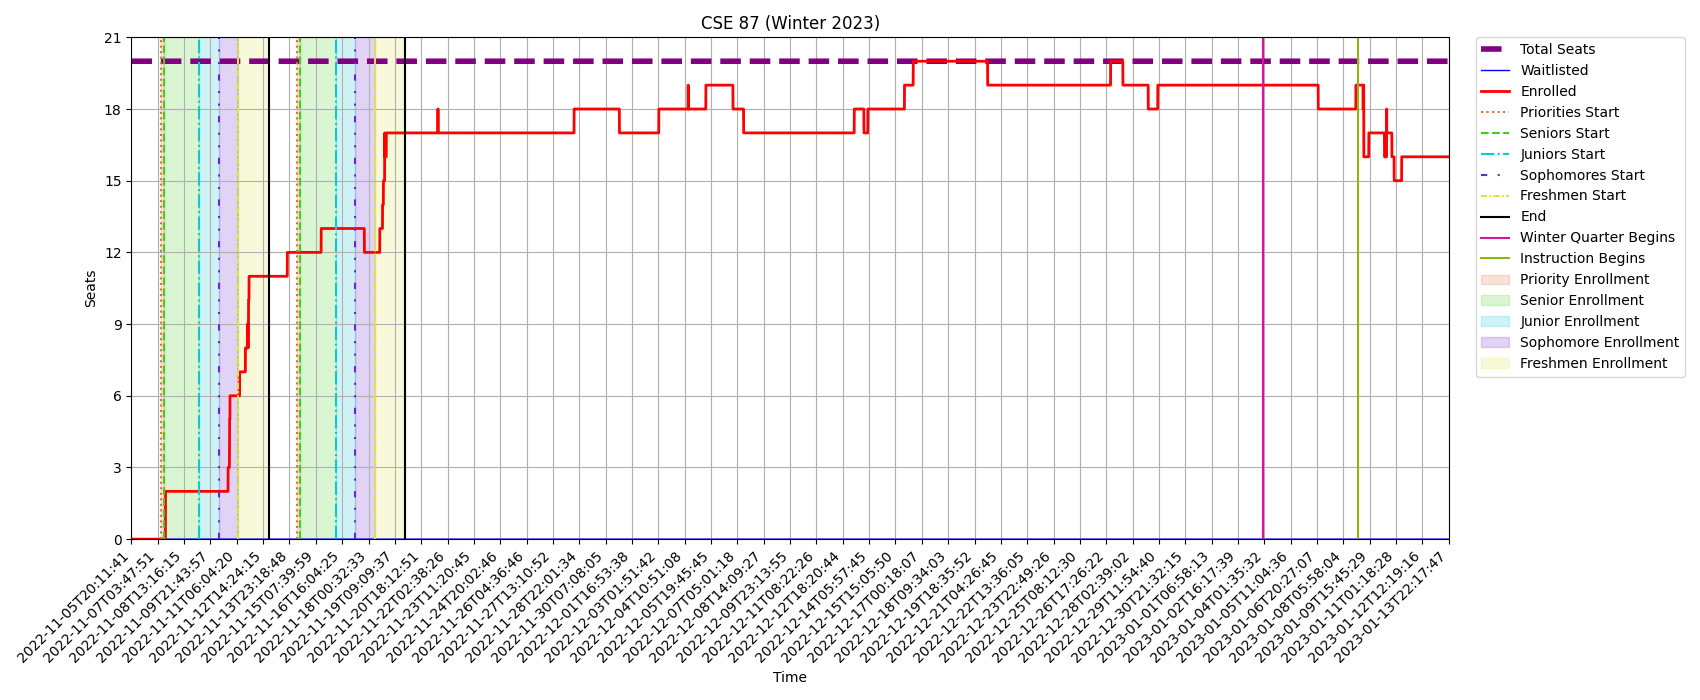 CSE 87 (Winter 2023)
21
18
15
12
9
6
3
0
Seats
2022-11-05T20:11:41
2022-11-07T03:47:51
2022-11-08T13:16:15
2022-11-09T21:43:57
2022-11-11T06:04:20
2022-11-12T14:24:15
2022-11-13T23:18:48
2022-11-15T07:39:59
2022-11-16T16:04:25
2022-11-18T00:32:33
2022-11-19T09:09:37
2022-11-20T18:12:51
2022-11-22T02:38:26
2022-11-23T11:20:45
2022-11-24T20:02:46
2022-11-26T04:36:46
2022-11-27T13:10:52
2022-11-28T22:01:34
2022-11-30T07:08:05
2022-12-01T16:53:38
2022-12-03T01:51:42
2022-12-04T10:51:08
2022-12-05T19:45:45
2022-12-07T05:01:18
2022-12-08T14:09:27
2022-12-09T23:13:55
2022-12-11T08:22:26
2022-12-12T18:20:44
2022-12-14T05:57:45
2022-12-15T15:05:50
2022-12-17T00:18:07
2022-12-18T09:34:03
2022-12-19T18:35:52
2022-12-21T04:26:45
2022-12-22T13:36:05
2022-12-23T22:49:26
2022-12-25T08:12:30
2022-12-26T17:26:22
2022-12-28T02:39:02
2022-12-29T11:54:40
2022-12-30T21:32:15
2023-01-01T06:58:13
2023-01-02T16:17:39
2023-01-04T01:35:32
2023-01-05T11:04:36
2023-01-06T20:27:07
2023-01-08T05:58:04
2023-01-09T15:45:29
2023-01-11T01:18:28
2023-01-12T12:19:16
2023-01-13T22:17:47
Time
Total Seats
Waitlisted
Enrolled
Priorities Start
Seniors Start
Juniors Start
Sophomores Start
Freshmen Start
End
Winter Quarter Begins
Instruction Begins
Priority Enrollment
Senior Enrollment
Junior Enrollment
Sophomore Enrollment
Freshmen Enrollment